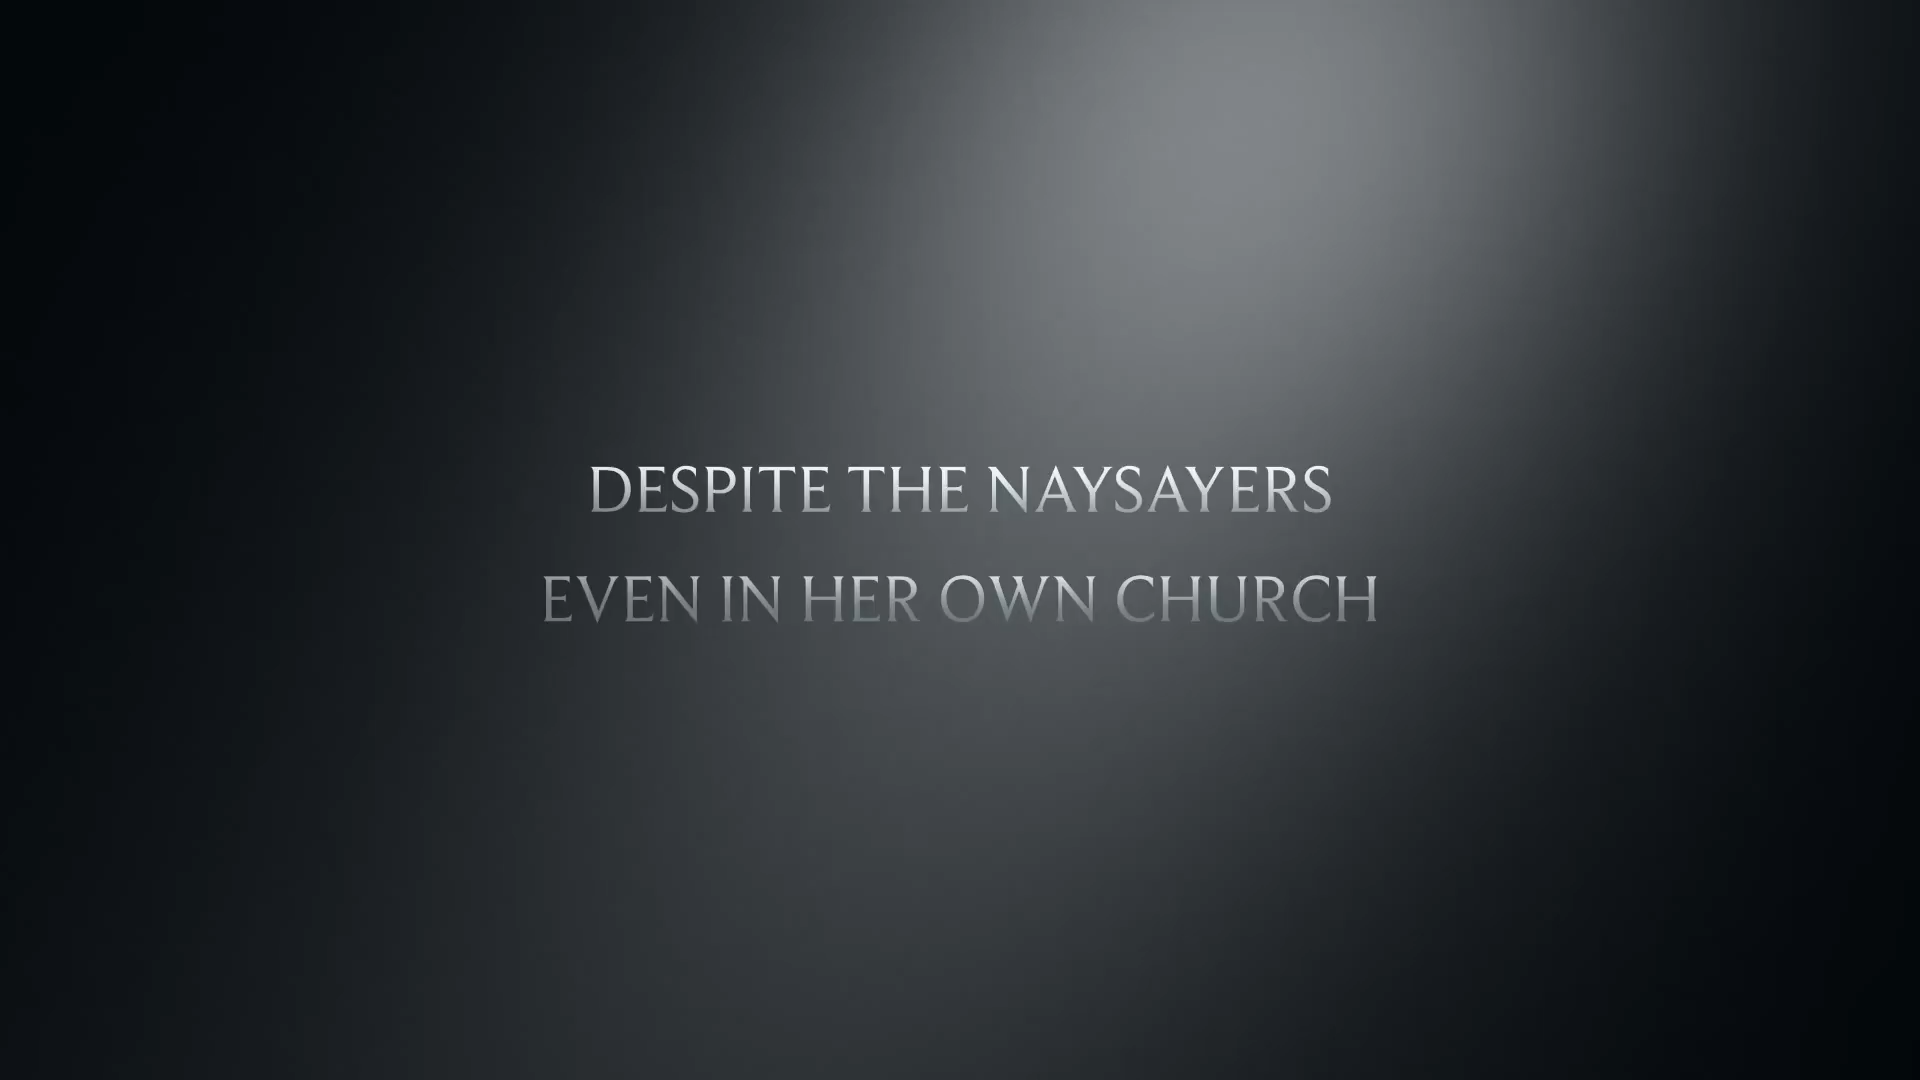 DESPITE THE NAYSAYERS
EVEN IN HER OWN CHURCH